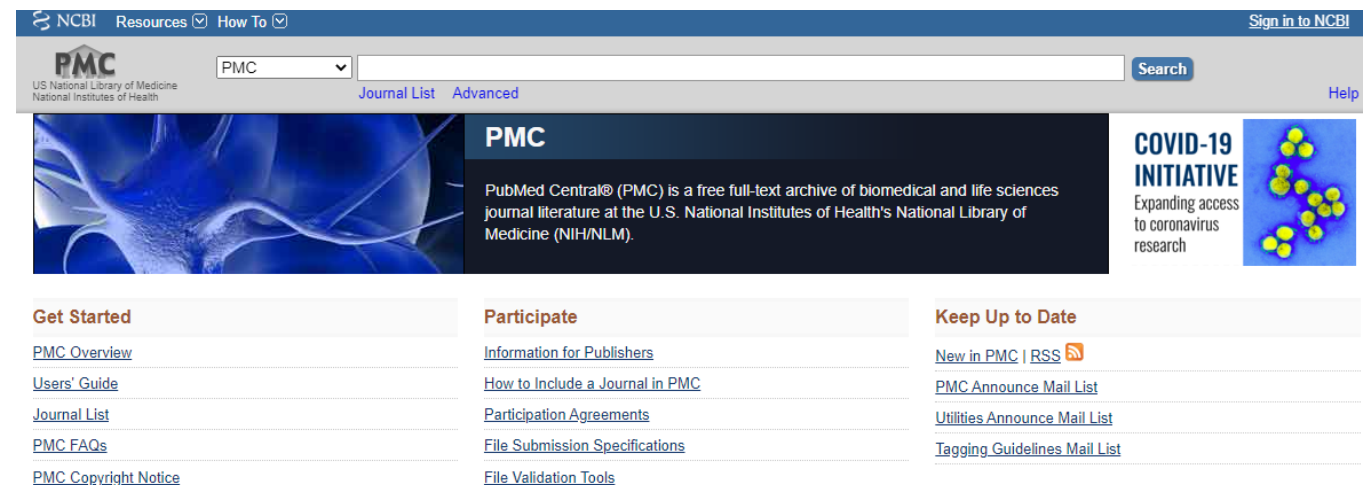 NCBI Resources How To Sign in to NCBI
PMC
US National Library of Medicine
National Institutes of Health
PMC
Search
Journal List Advanced Help
PMC
PubMed Central® (PMC) is a free full-text archive of biomedical and life sciences
journal literature at the U.S. National Institutes of Health's National Library of
Medicine (NIH/NLM).
COVID-19
INITIATIVE
Expanding access
to coronavirus
research
Get Started
PMC Overview
Users' Guide
Journal List
PMC FAQs
PMC Copyright Notice
Participate
Information for Publishers
How to Include a Journal in PMC
Participation Agreements
File Submission Specifications
File Validation Tools
Keep Up to Date
New in PMC | RSS
PMC Announce Mail List
Utilities Announce Mail List
Tagging Guidelines Mail List